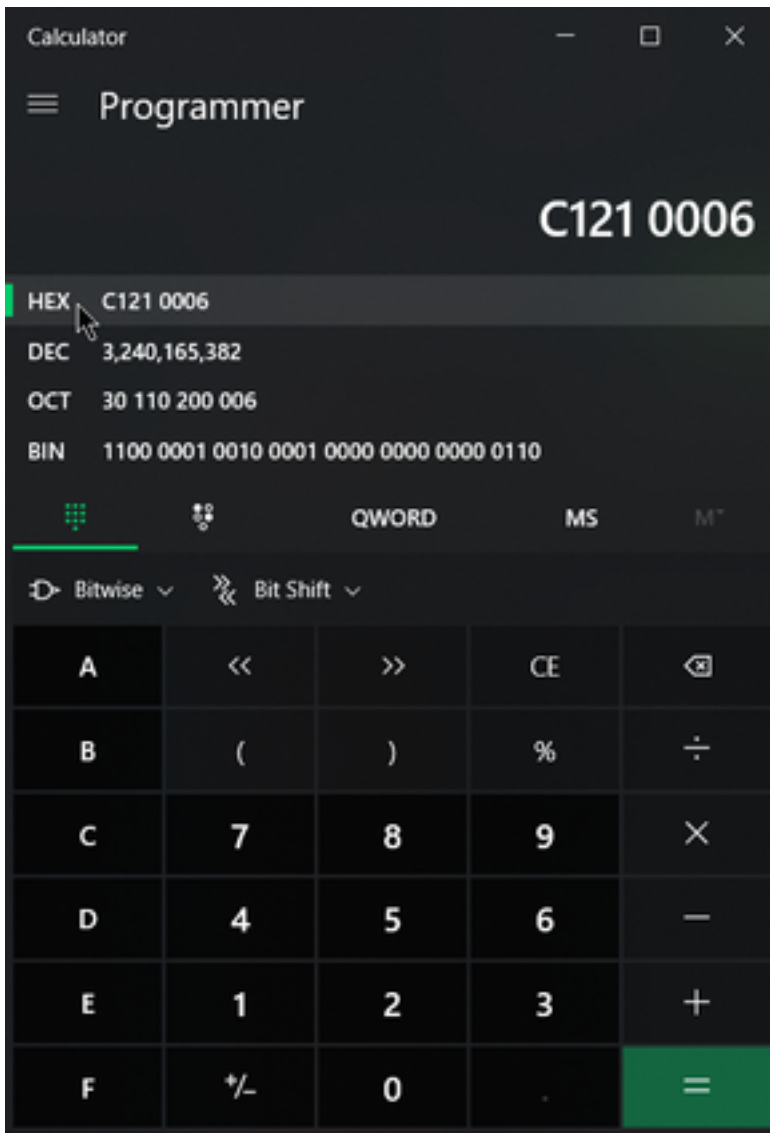 Calculator
Programmer
C121 0006
HEX C121 0006
DEC 3,240,165,382
OCT 30 110 200 006
BIN 1100 0001 0010 0001 0000 0000 0000 0110
QWORD MS M˅
Bitwise Bit Shift
A << >> CE
B ( ) % ÷
C 7 8 9 ×
D 4 5 6 −
E 1 2 3 +
F +/− 0 . =